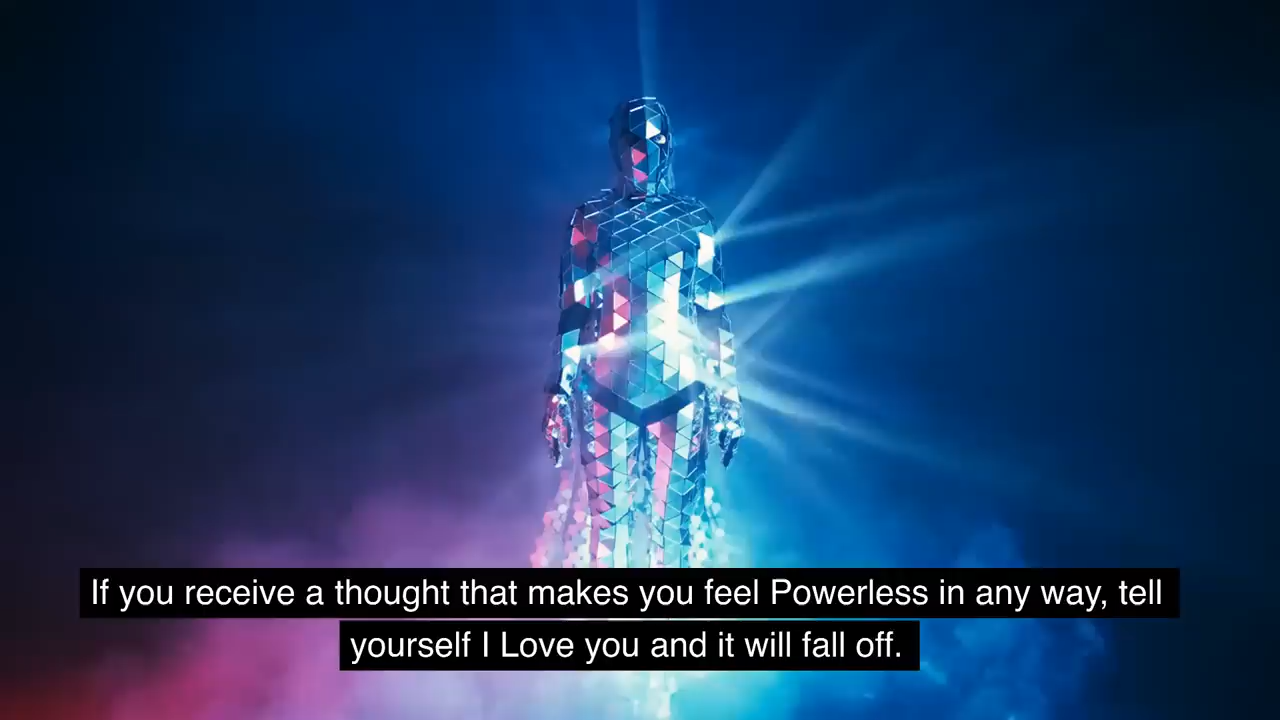 If you receive a thought that makes you feel Powerless in any way, tell
yourself I Love you and it will fall off.